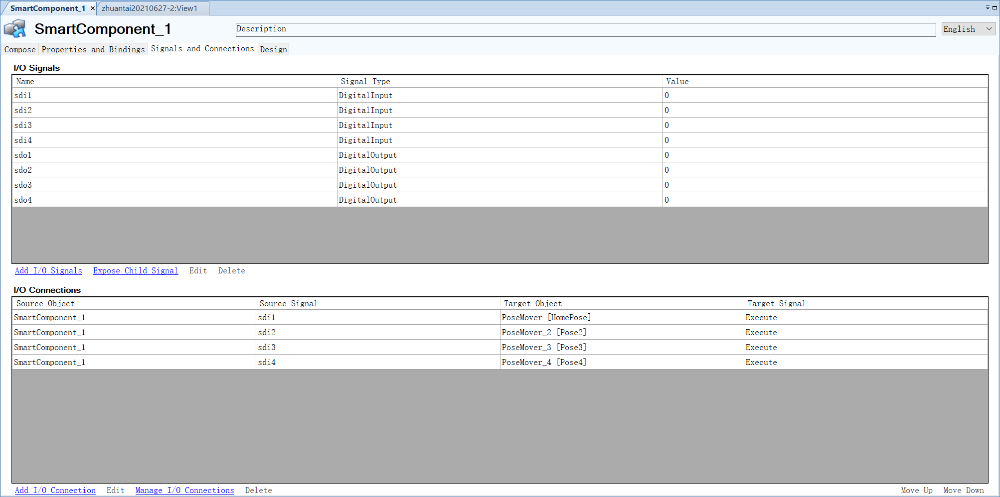 SmartComponent_1 × zhuantai20210627-2:View1
SmartComponent_1 Description English
Compose Properties and Bindings Signals and Connections Design
I/O Signals
Name Signal Type Value
sdi1 DigitalInput 0
sdi2 DigitalInput 0
sdi3 DigitalInput 0
sdi4 DigitalInput 0
sdo1 DigitalOutput 0
sdo2 DigitalOutput 0
sdo3 DigitalOutput 0
sdo4 DigitalOutput 0
Add I/O Signals Expose Child Signal Edit Delete
I/O Connections
Source Object Source Signal Target Object Target Signal
SmartComponent_1 sdi1 PoseMover [HomePose] Execute
SmartComponent_1 sdi2 PoseMover_2 [Pose2] Execute
SmartComponent_1 sdi3 PoseMover_3 [Pose3] Execute
SmartComponent_1 sdi4 PoseMover_4 [Pose4] Execute
Add I/O Connection Edit Manage I/O Connections Delete Move Up Move Down